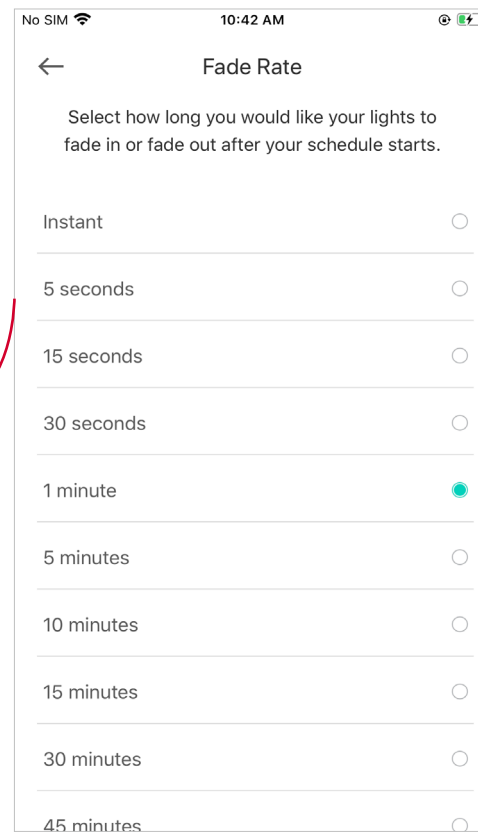 No SIM 10:42 AM
Fade Rate
Select how long you would like your lights to
fade in or fade out after your schedule starts.
Instant
5 seconds
15 seconds
30 seconds
1 minute
5 minutes
10 minutes
15 minutes
30 minutes
45 minutes